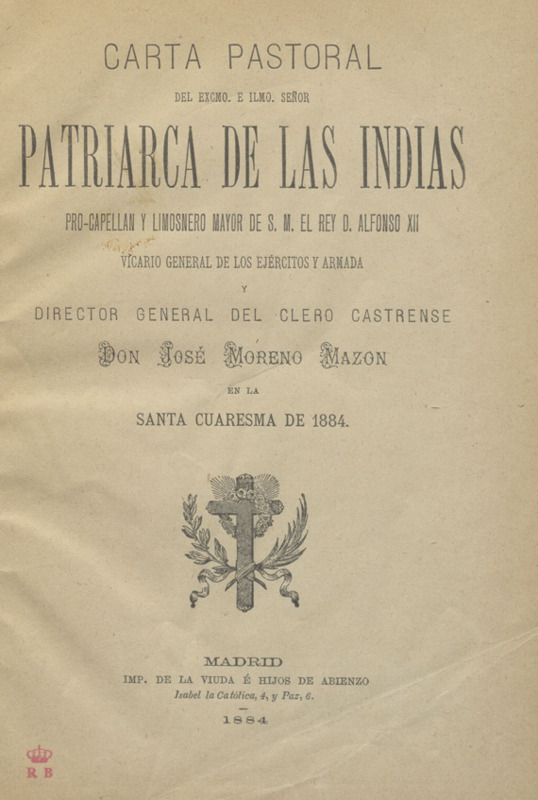 CARTA PASTORAL
DEL EXCMO. E ILMO. SEÑOR
PATRIARCA DE LAS INDIAS
PRO-CAPELLAN Y LIMOSNERO MAYOR DE S. M. EL REY D. ALFONSO XII
VICARIO GENERAL DE LOS EJÉRCITOS Y ARMADA
Y
DIRECTOR GENERAL DEL CLERO CASTRENSE
DON JOSÉ MORENO MAZON
EN LA
SANTA CUARESMA DE 1884.
MADRID
IMP. DE LA VIUDA É HIJOS DE ABIENZO
Isabel la Católica, 4, y Paz, 6.
1884
R B